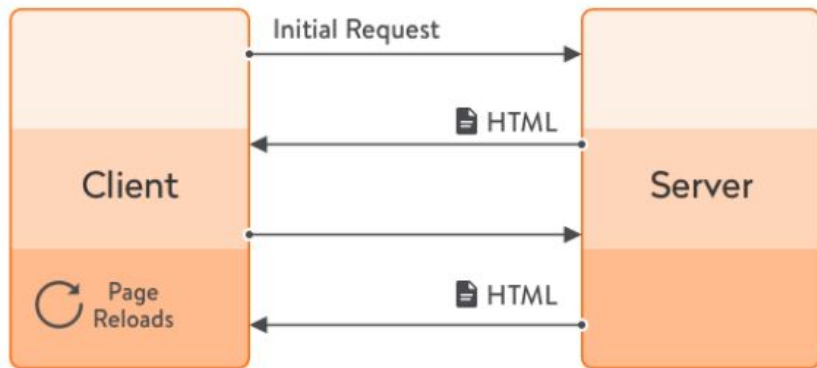 Initial Request
HTML
Client
Server
HTML
Page
Reloads